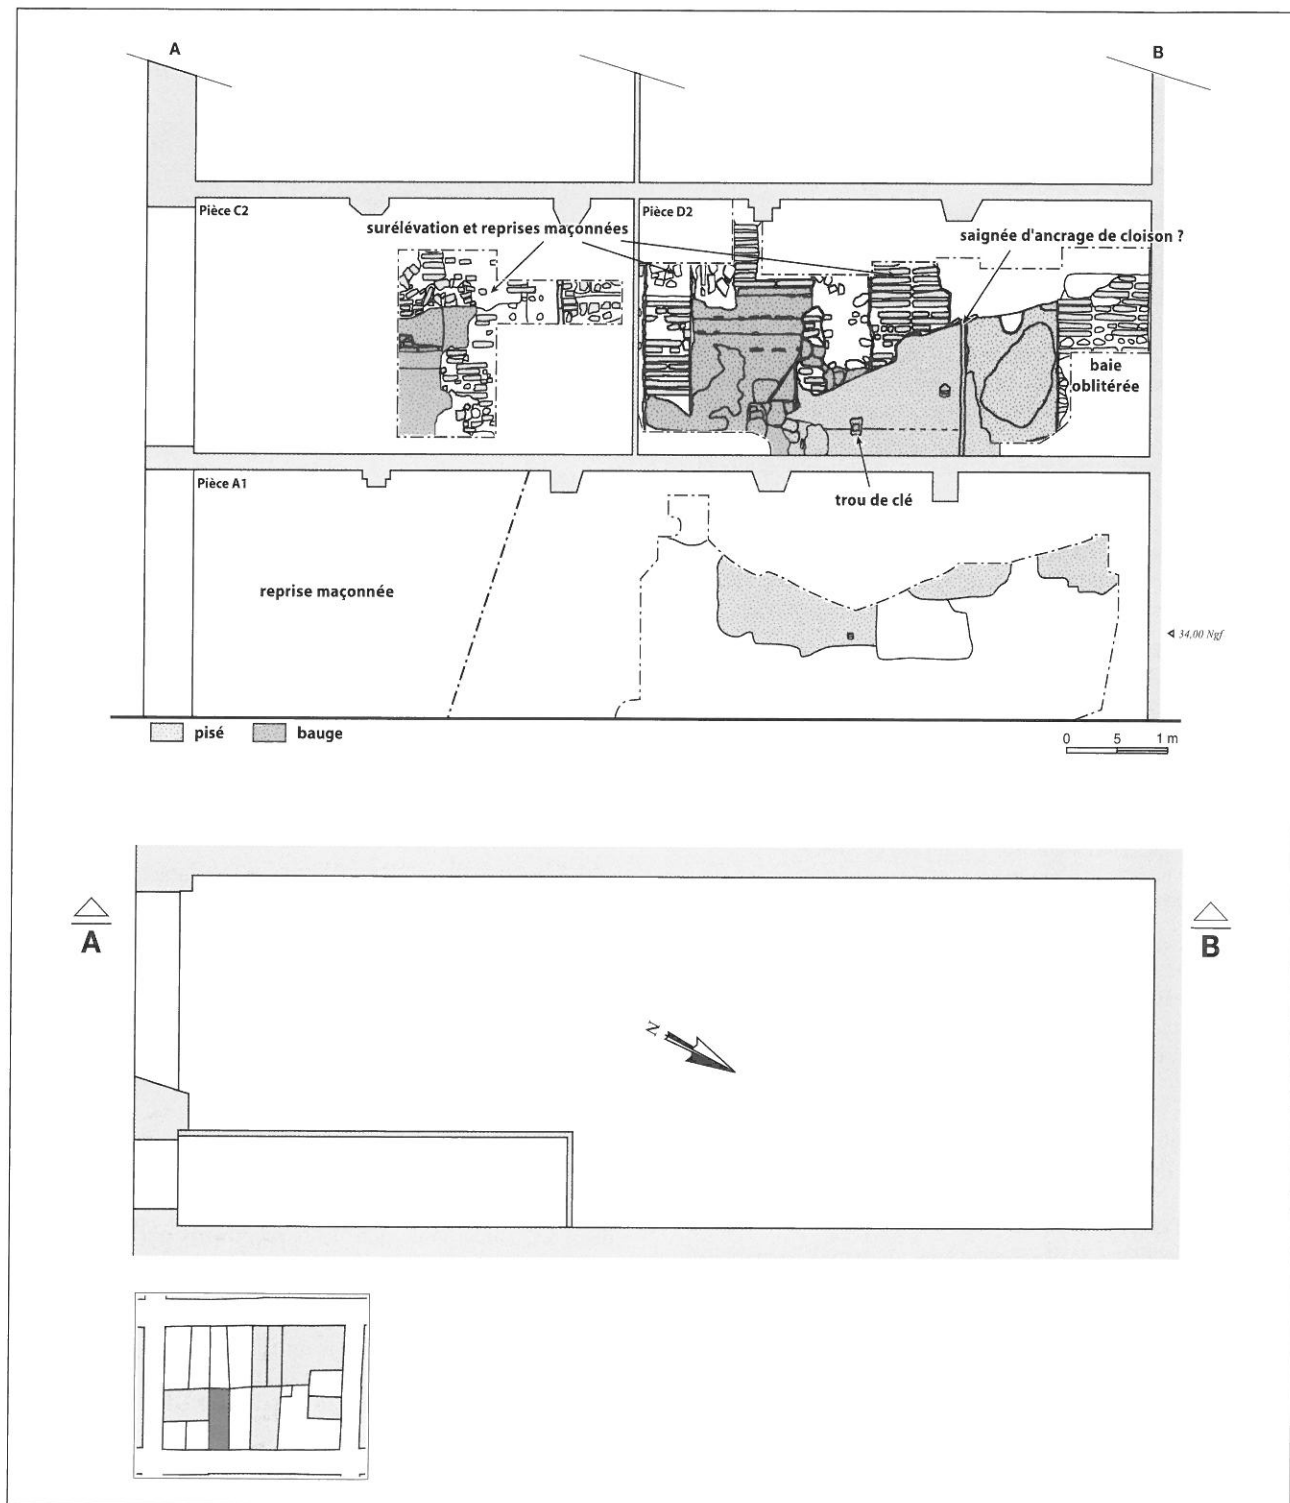 A
B
Pièce C2
Pièce D2
surélévation et reprises maçonnées
saignée d'ancrage de cloison ?
baie
oblitérée
trou de clé
Pièce A1
reprise maçonnée
34,00 Ngf
pisé
bauge
0 5 1 m
A
B
N